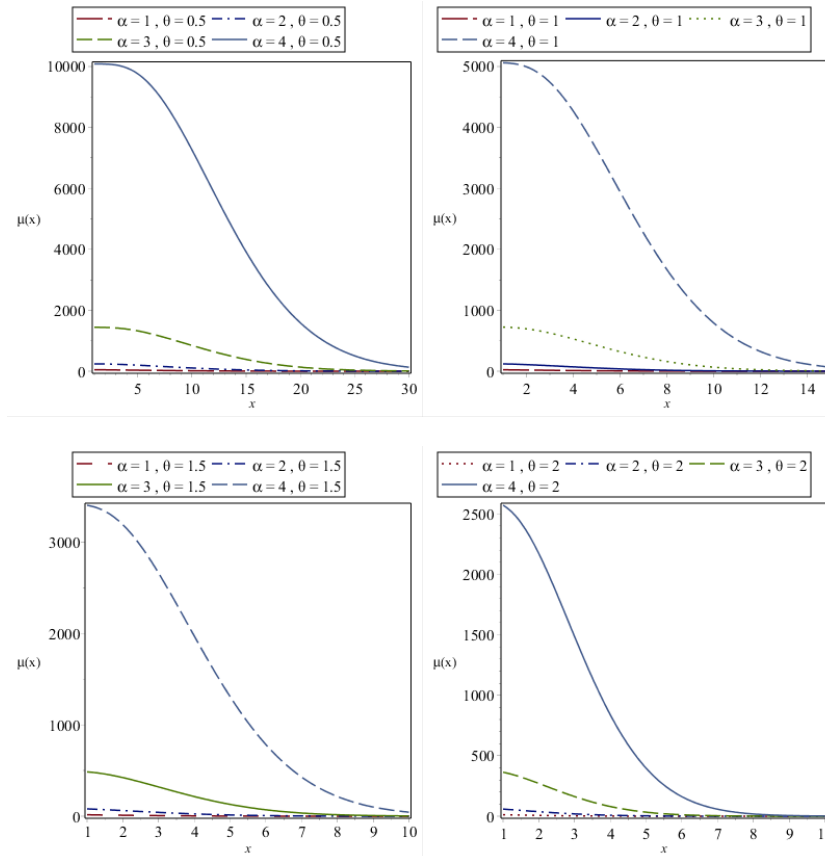 α = 1 , θ = 0.5 α = 2 , θ = 0.5
α = 3 , θ = 0.5 α = 4 , θ = 0.5
10000
8000
6000
μ(x)
4000
2000
0
5 10 15 20 25 30
x
α = 1 , θ = 1 α = 2 , θ = 1 α = 3 , θ = 1
α = 4 , θ = 1
5000
4000
3000
μ(x)
2000
1000
0
2 4 6 8 10 12 14
x
α = 1 , θ = 1.5 α = 2 , θ = 1.5
α = 3 , θ = 1.5 α = 4 , θ = 1.5
3000
2000
μ(x)
1000
0
1 2 3 4 5 6 7 8 9 10
x
α = 1 , θ = 2 α = 2 , θ = 2 α = 3 , θ = 2
α = 4 , θ = 2
2500
2000
1500
μ(x)
1000
500
0
1 2 3 4 5 6 7 8 9
x